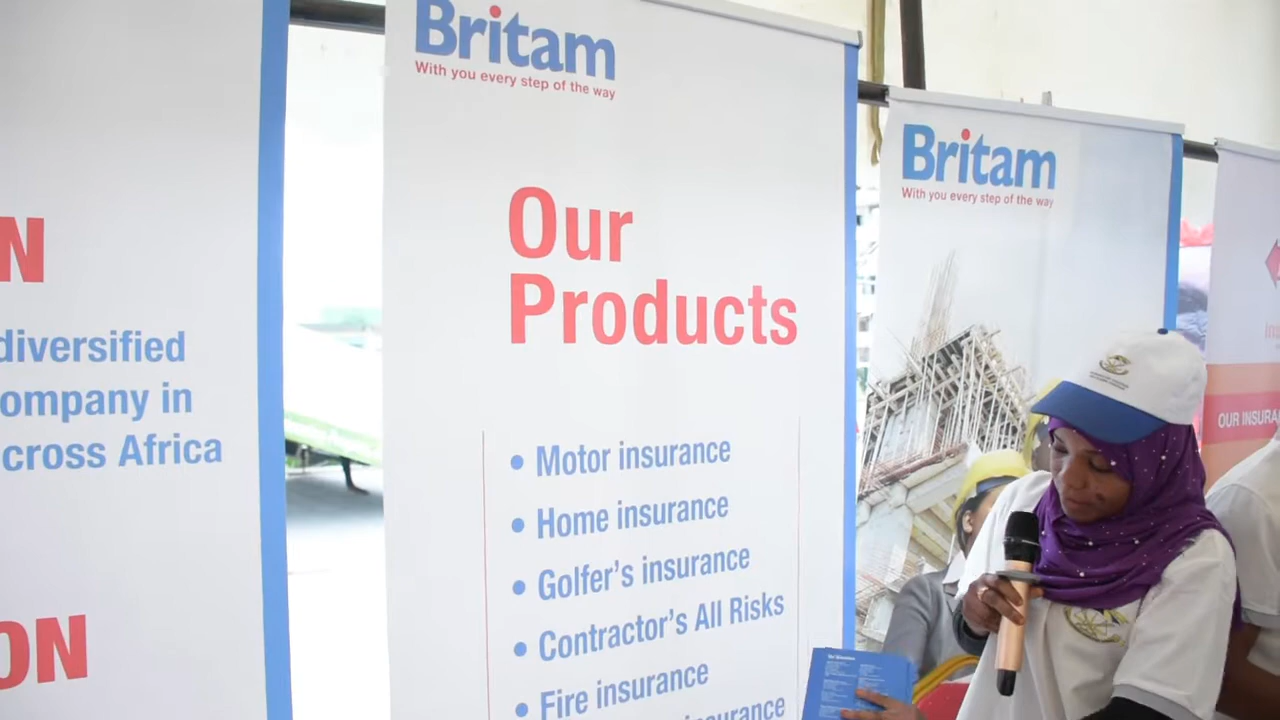 N
diversified
ompany in
cross Africa
ON
Britam
With you every step of the way
Our
Products
• Motor insurance
• Home insurance
• Golfer's insurance
• Contractor's All Risks
• Fire insurance
insurance
Britam
With you every step of the way
OUR INSURA